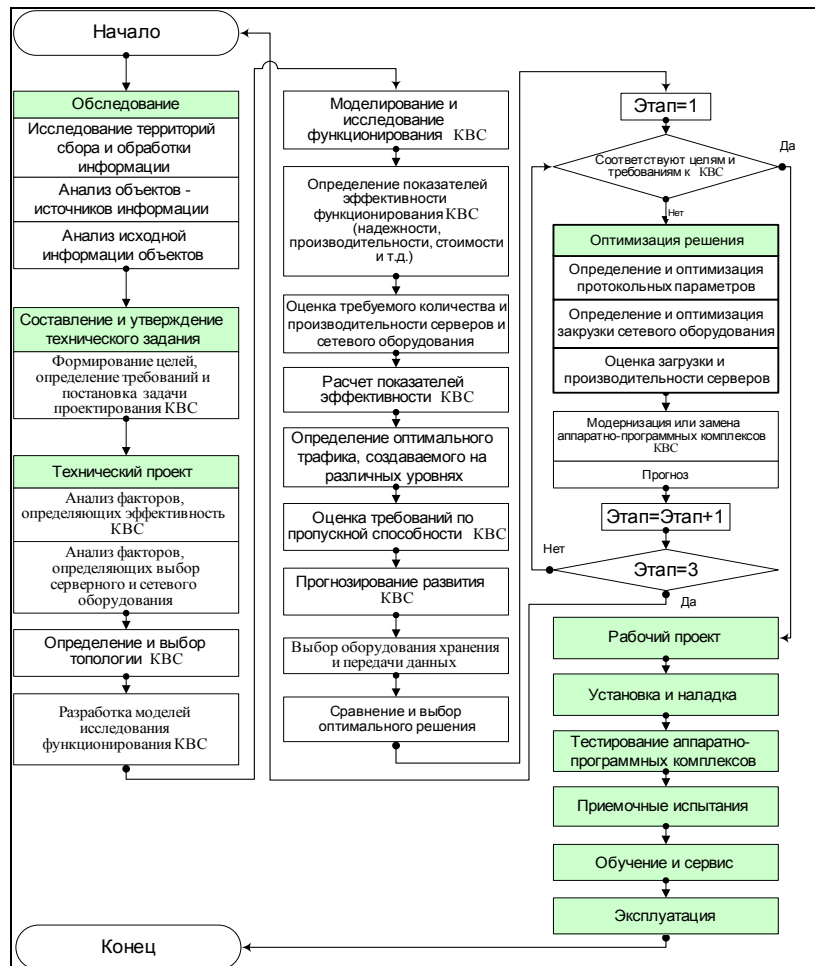 Начало
Обследование
Исследование территорий
сбора и обработки
информации
Анализ объектов -
источников информации
Анализ исходной
информации объектов
Составление и утверждение
технического задания
Формирование целей,
определение требований и
постановка задачи
проектирования КВС
Технический проект
Анализ факторов,
определяющих эффективность
КВС
Анализ факторов,
определяющих выбор
серверного и сетевого
оборудования
Определение и выбор
топологии КВС
Разработка моделей
исследования
функционирования КВС
Конец
Моделирование и
исследование
функционирования КВС
Определение показателей
эффективности
функционирования КВС
(надежности,
производительности, стоимости
и т.д.)
Оценка требуемого количества и
производительности серверов и
сетевого оборудования
Расчет показателей
эффективности КВС
Определение оптимального
трафика, создаваемого на
различных уровнях
Оценка требований по
пропускной способности КВС
Прогнозирование развития
КВС
Выбор оборудования хранения
и передачи данных
Сравнение и выбор
оптимального решения
Этап=1
Да
Соответствуют целям и
требованиям к КВС
Нет
Оптимизация решения
Определение и оптимизация
протокольных параметров
Определение и оптимизация
закрузки сетевого оборудования
Оценка загрузки и
производительности серверов
Модернизация или замена
аппаратно-программных комплексов
КВС
Прогноз
Этап=Этап+1
Нет
Этап=3
Да
Рабочий проект
Установка и наладка
Тестирование аппаратно-
программных комплексов
Приемочные испытания
Обучение и сервис
Эксплуатация